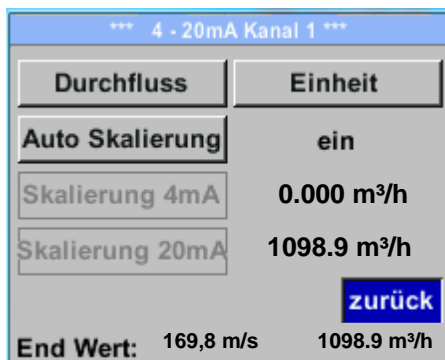 *** 4 - 20mA Kanal 1 ***
Durchfluss Einheit
Auto Skalierung ein
Skalierung 4mA 0.000 m³/h
Skalierung 20mA 1098.9 m³/h
zurück
End Wert: 169,8 m/s 1098.9 m³/h